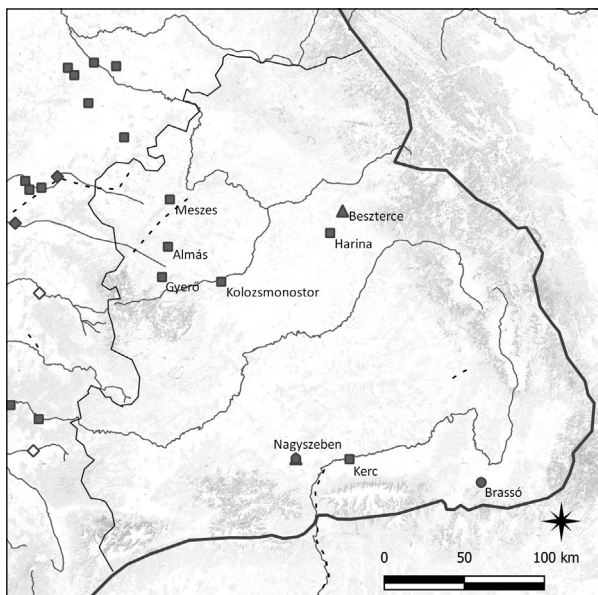 Meszes
Beszterce
Harina
Almás
Gyerő
Kolozsmonostor
Nagyszeben
Kerc
Brassó
0 50 100 km